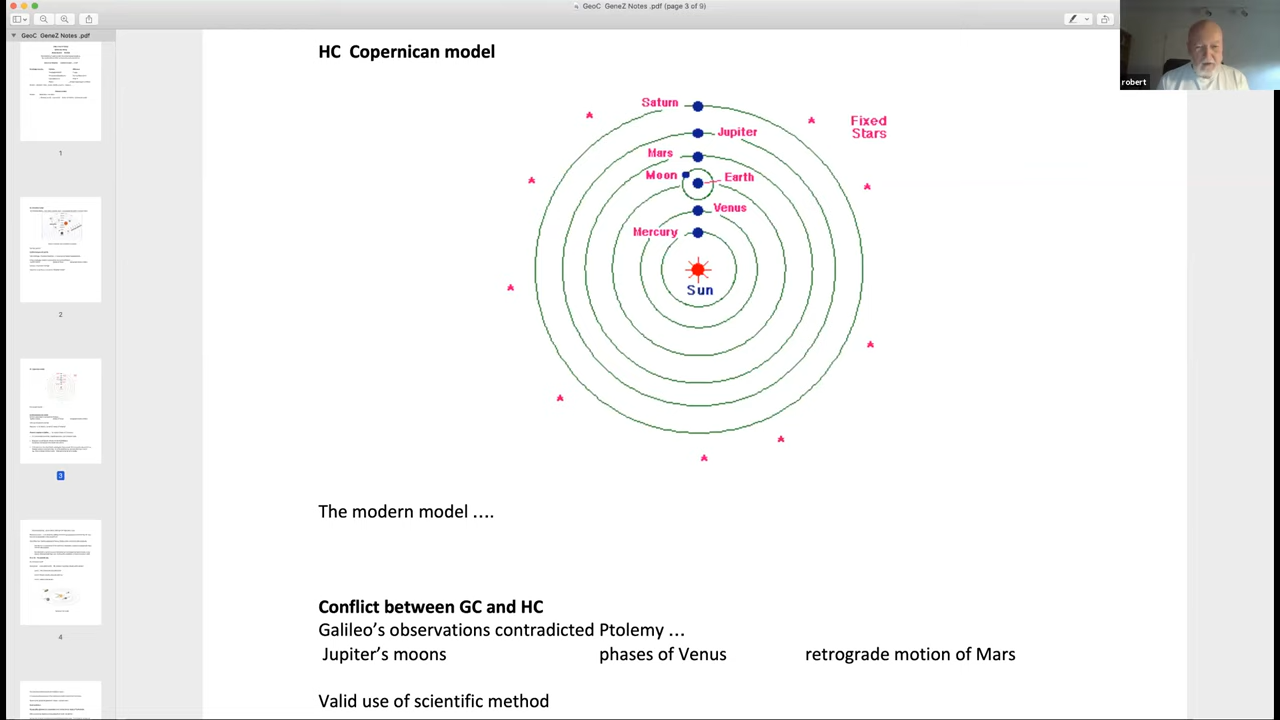 GeoC GeneZ Notes .pdf (page 3 of 9)
GeoC GeneZ Notes .pdf
robert
HC Copernican model
Saturn
Fixed
Stars
Jupiter
Mars
Moon
Earth
Venus
Mercury
Sun
The modern model ....
Conflict between GC and HC
Galileo's observations contradicted Ptolemy ...
Jupiter's moons phases of Venus retrograde motion of Mars
Valid use of scientific method
1
2
3
4